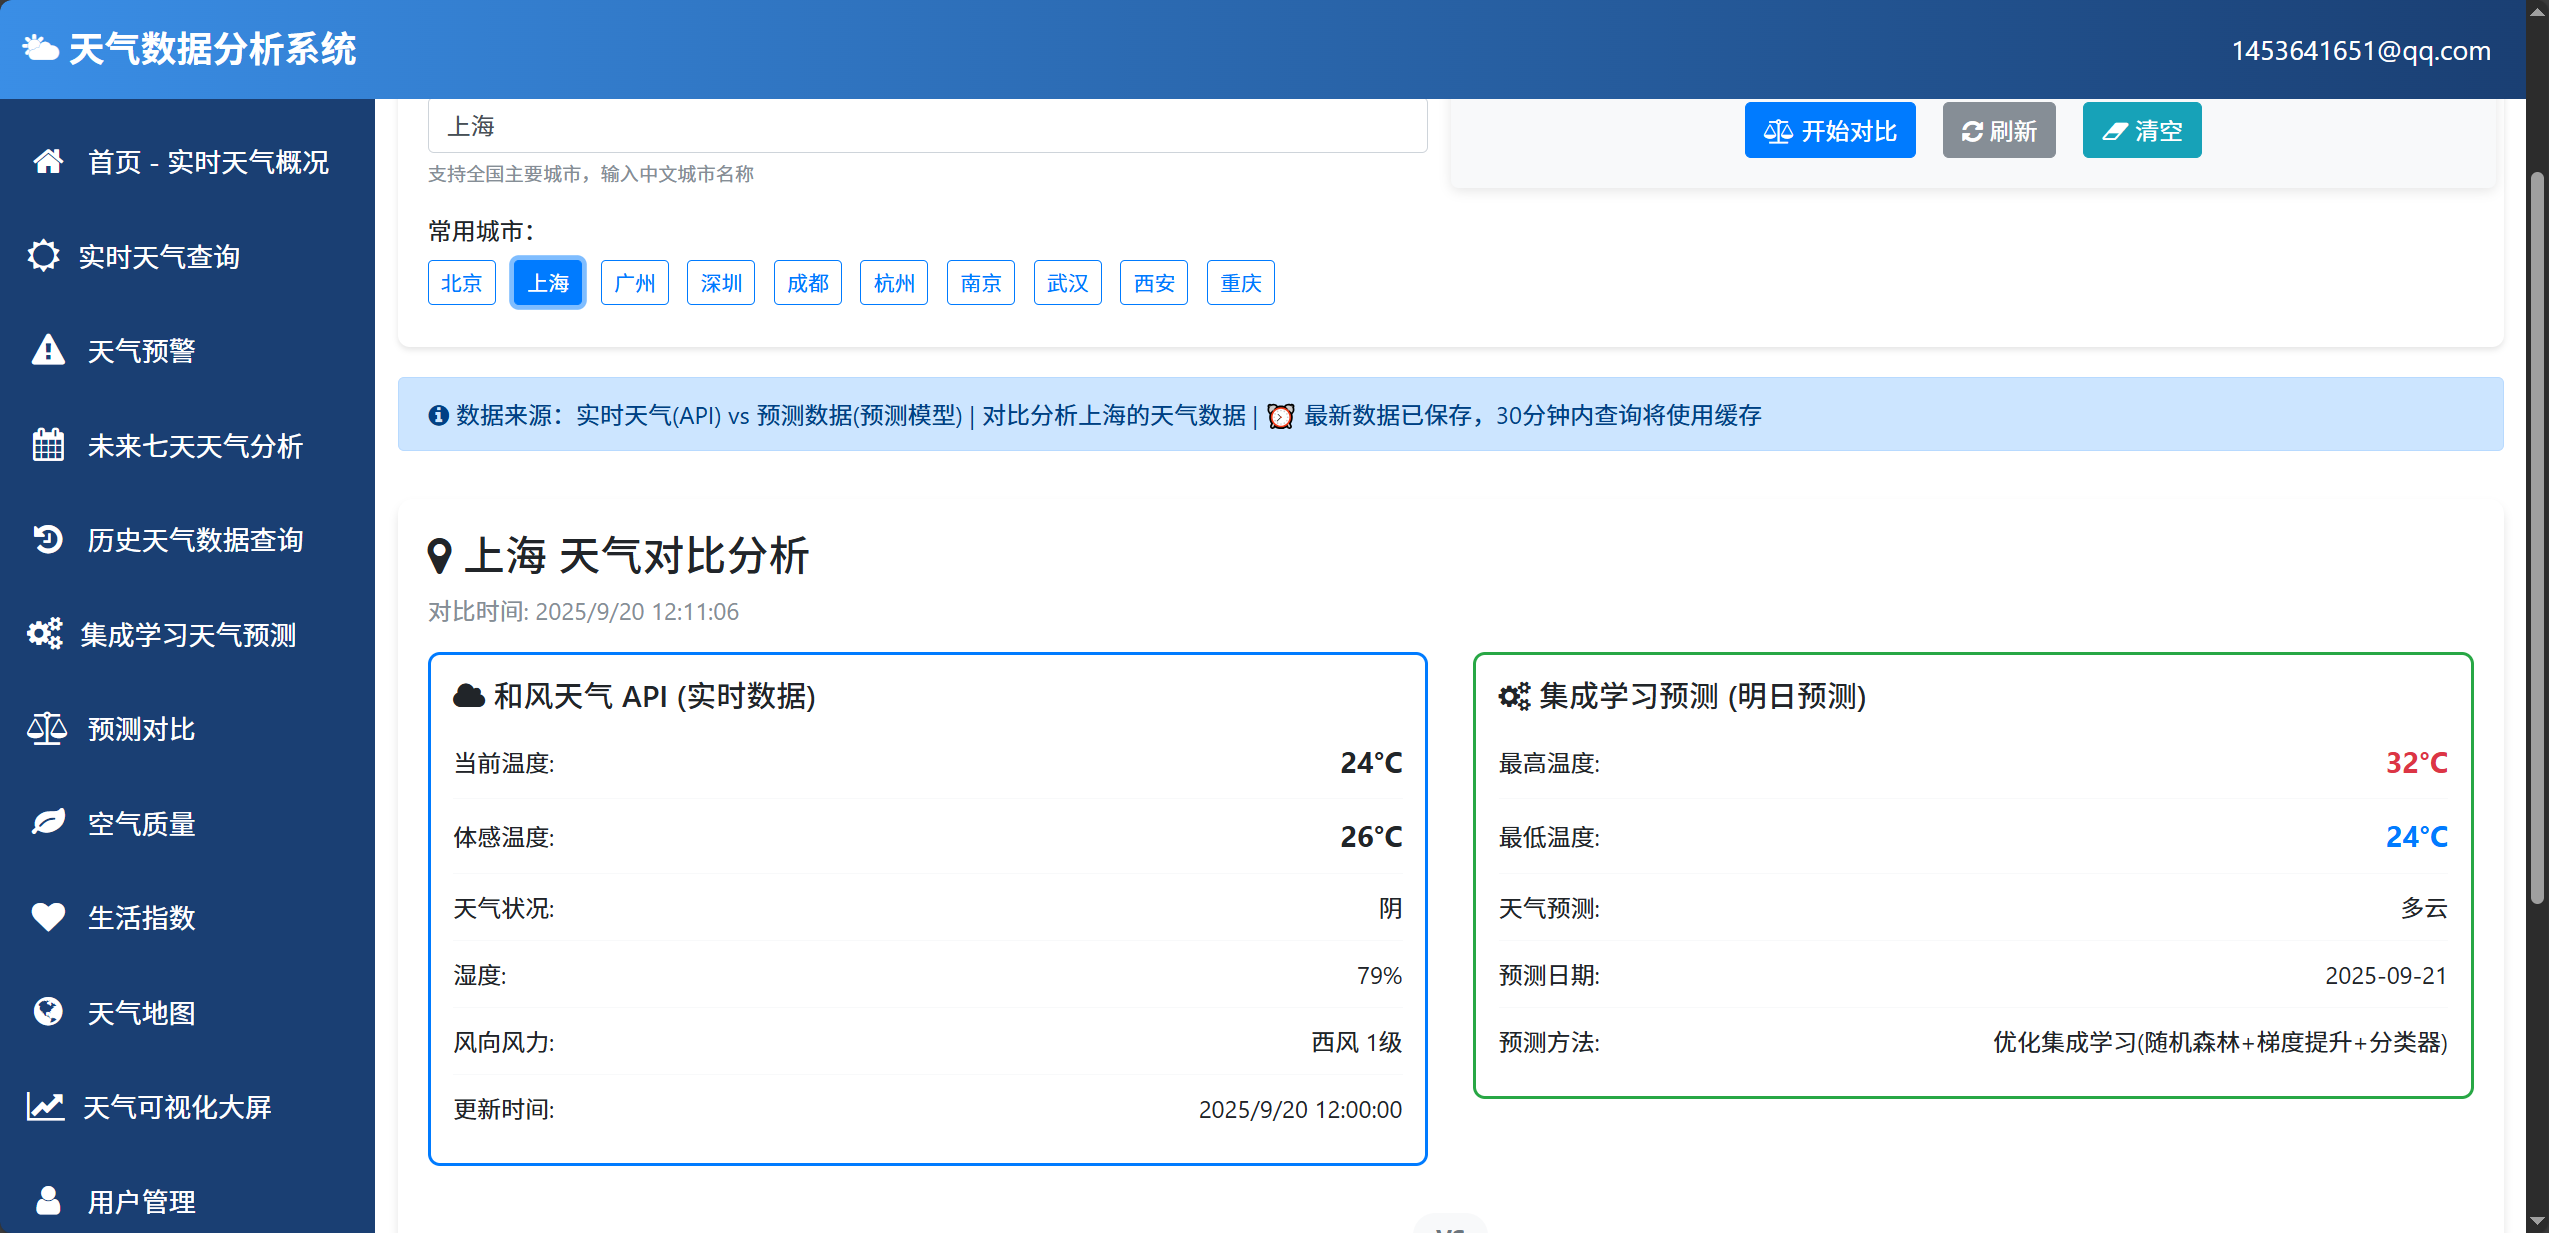 天气数据分析系统
1453641651@qq.com
首页 - 实时天气概况
实时天气查询
天气预警
未来七天天气分析
历史天气数据查询
集成学习天气预测
预测对比
空气质量
生活指数
天气地图
天气可视化大屏
用户管理
上海
支持全国主要城市，输入中文城市名称
开始对比
刷新
清空
常用城市：
北京 上海 广州 深圳 成都 杭州 南京 武汉 西安 重庆
数据来源：实时天气(API) vs 预测数据(预测模型) | 对比分析上海的天气数据 | ⏰ 最新数据已保存，30分钟内查询将使用缓存
上海 天气对比分析
对比时间: 2025/9/20 12:11:06
和风天气 API (实时数据)
当前温度: 24°C
体感温度: 26°C
天气状况: 阴
湿度: 79%
风向风力: 西风 1级
更新时间: 2025/9/20 12:00:00
集成学习预测 (明日预测)
最高温度: 32°C
最低温度: 24°C
天气预测: 多云
预测日期: 2025-09-21
预测方法: 优化集成学习(随机森林+梯度提升+分类器)